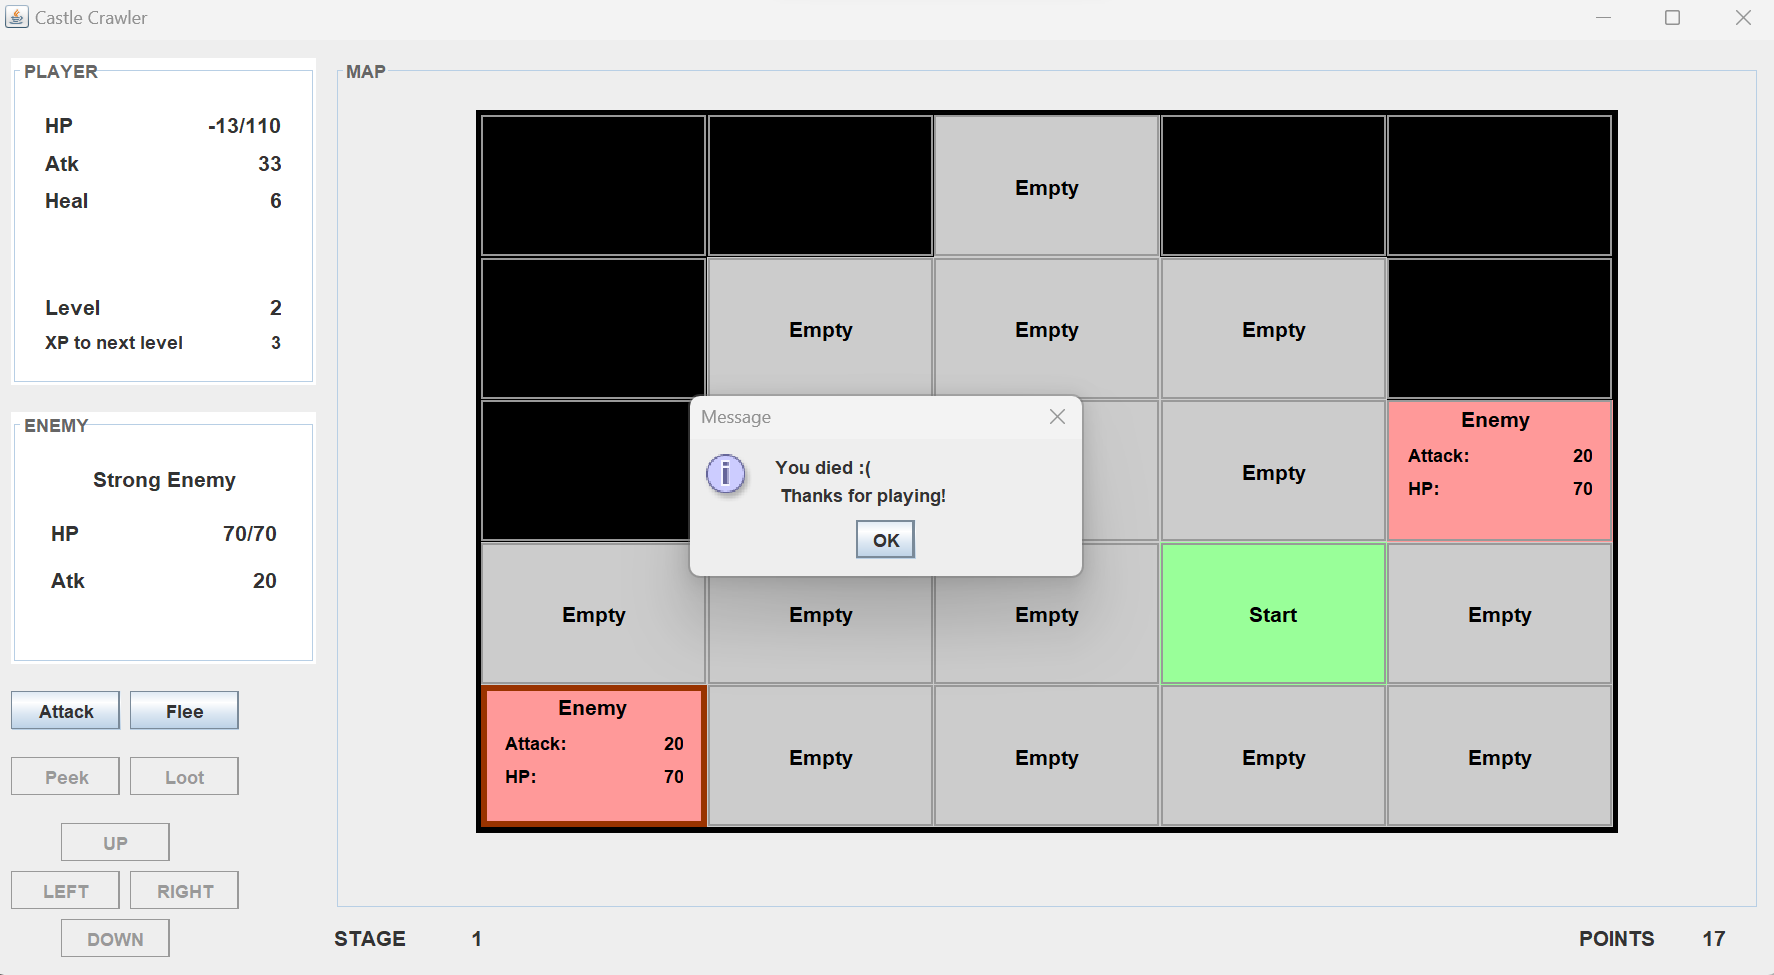 Castle Crawler
PLAYER
HP -13/110
Atk 33
Heal 6
Level 2
XP to next level 3
ENEMY
Strong Enemy
HP 70/70
Atk 20
Attack Flee
Peek Loot
UP
LEFT RIGHT
DOWN
MAP
Empty
Empty Empty Empty
Empty
Enemy
Attack: 20
HP: 70
Message
You died :(
Thanks for playing!
OK
Empty Empty Empty Start Empty
Enemy
Attack: 20
HP: 70
Empty Empty Empty Empty
STAGE 1
POINTS 17